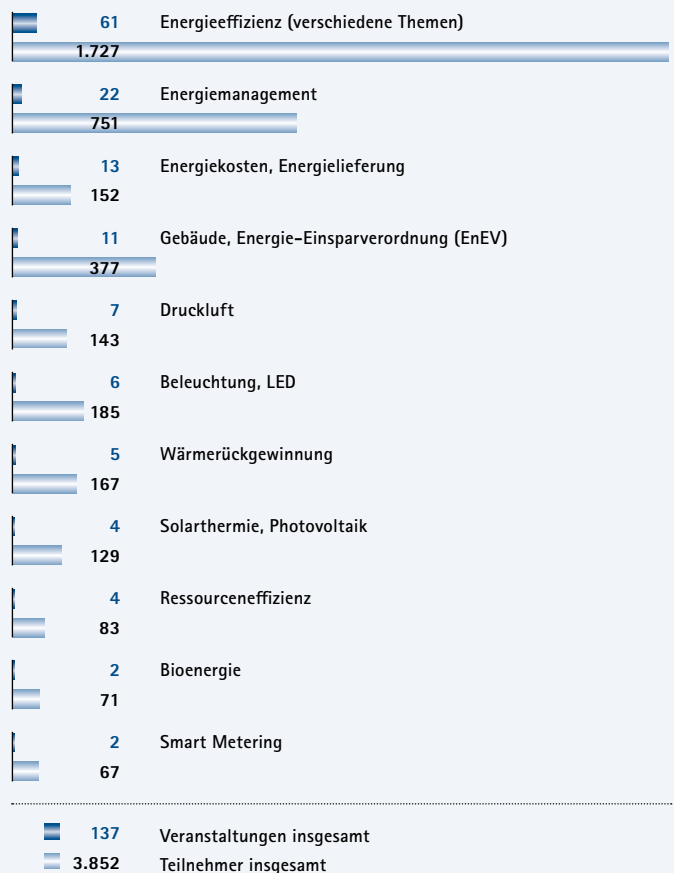 61 Energieeffizienz (verschiedene Themen)
1.727
22 Energiemanagement
751
13 Energiekosten, Energielieferung
152
11 Gebäude, Energie-Einsparverordnung (EnEV)
377
7 Druckluft
143
6 Beleuchtung, LED
185
5 Wärmerückgewinnung
167
4 Solarthermie, Photovoltaik
129
4 Ressourceneffizienz
83
2 Bioenergie
71
2 Smart Metering
67
137 Veranstaltungen insgesamt
3.852 Teilnehmer insgesamt